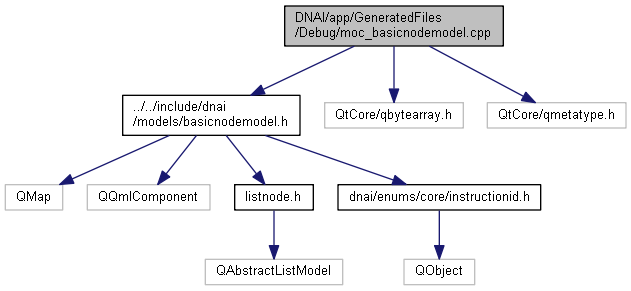 DNAI/app/GeneratedFiles
/Debug/moc_basicnodemodel.cpp
../../include/dnai
/models/basicnodemodel.h
QtCore/qbytearray.h
QtCore/qmetatype.h
QMap
QQmlComponent
listnode.h
dnai/enums/core/instructionid.h
QAbstractListModel
QObject